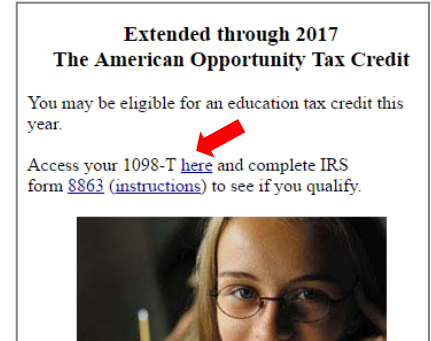 Extended through 2017
The American Opportunity Tax Credit
You may be eligible for an education tax credit this
year.
Access your 1098-T here and complete IRS
form 8863 (instructions) to see if you qualify.